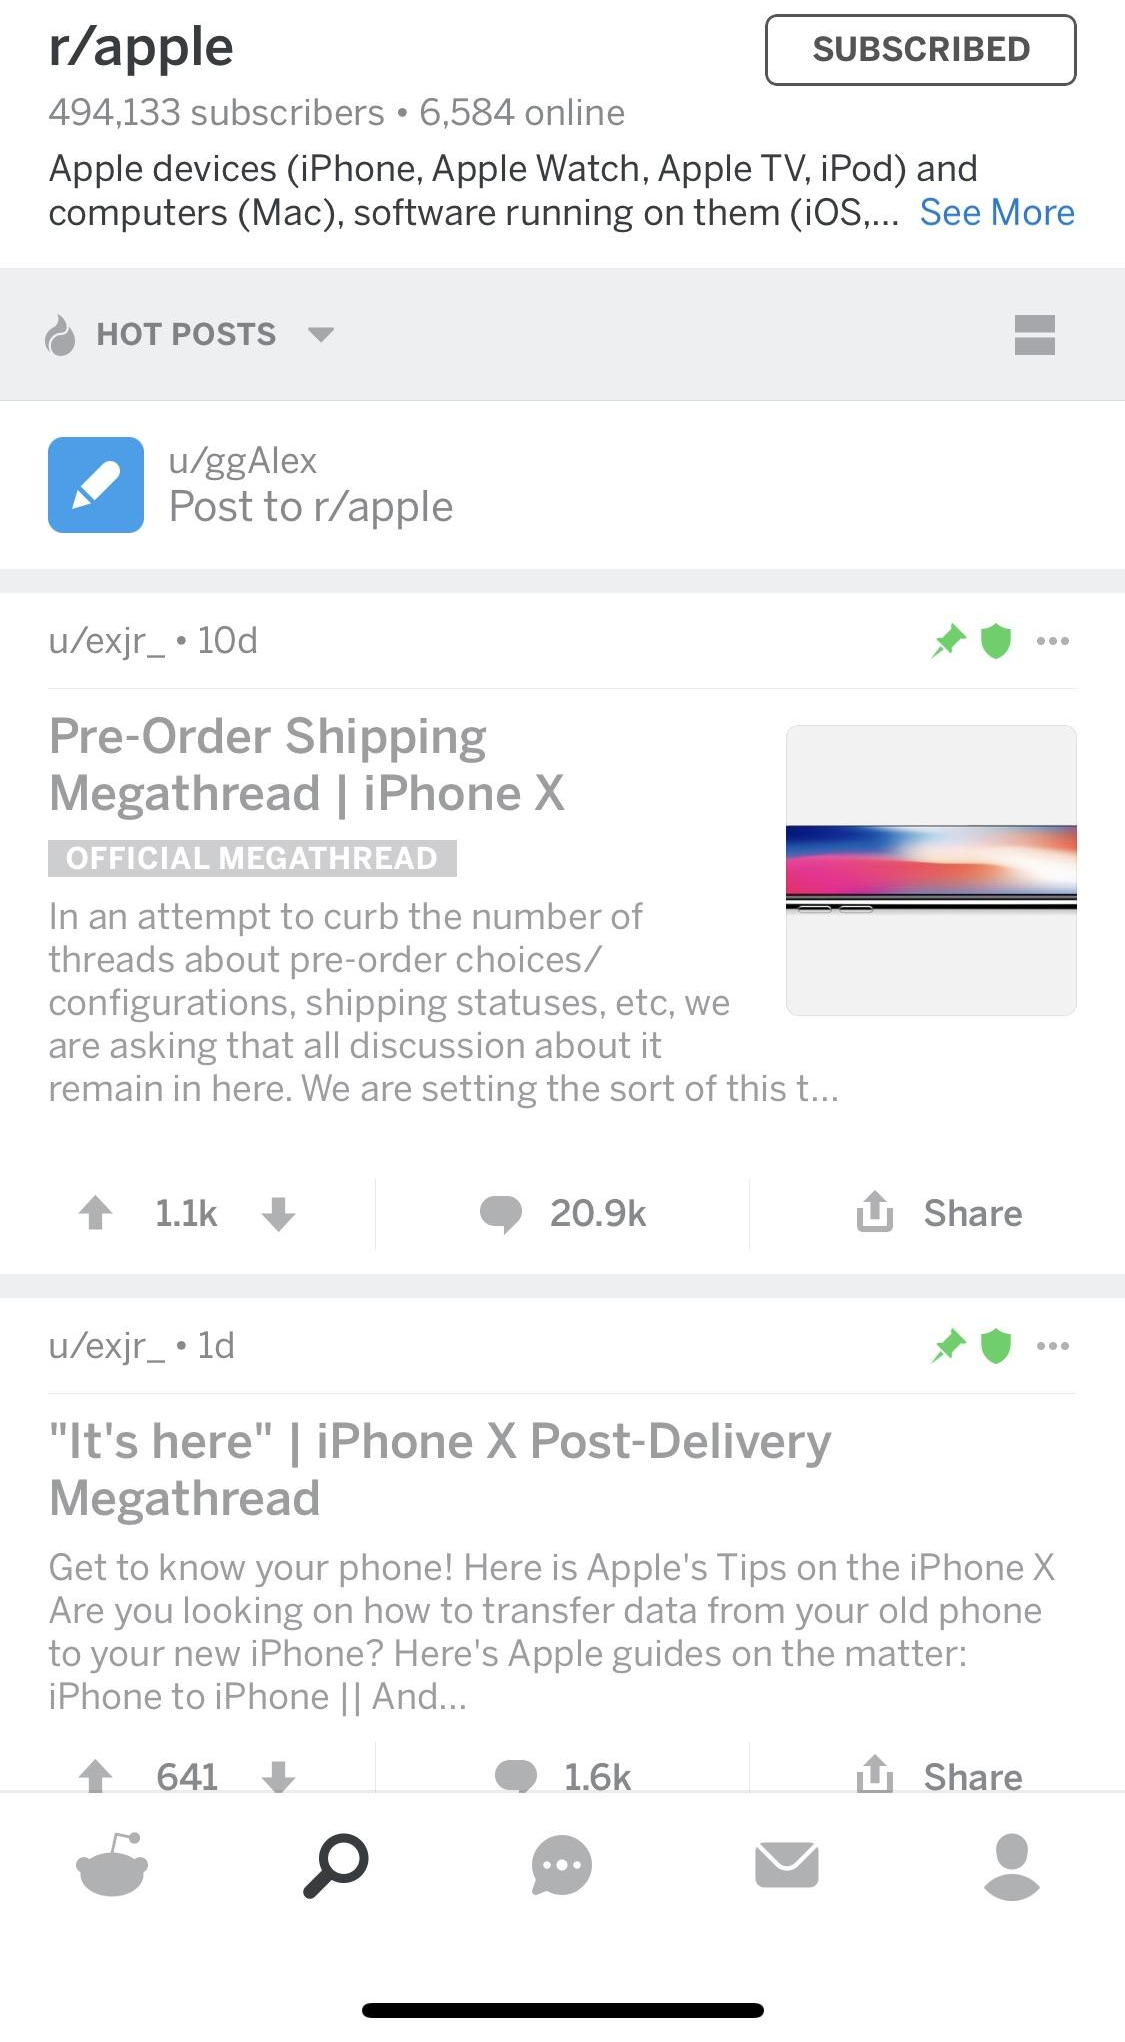 r/apple
SUBSCRIBED
494,133 subscribers • 6,584 online
Apple devices (iPhone, Apple Watch, Apple TV, iPod) and
computers (Mac), software running on them (iOS,... See More
HOT POSTS
u/ggAlex
Post to r/apple
u/exjr_ • 10d
Pre-Order Shipping
Megathread | iPhone X
OFFICIAL MEGATHREAD
In an attempt to curb the number of
threads about pre-order choices/
configurations, shipping statuses, etc, we
are asking that all discussion about it
remain in here. We are setting the sort of this t...
1.1k 20.9k Share
u/exjr_ • 1d
"It's here" | iPhone X Post-Delivery
Megathread
Get to know your phone! Here is Apple's Tips on the iPhone X
Are you looking on how to transfer data from your old phone
to your new iPhone? Here's Apple guides on the matter:
iPhone to iPhone || And...
641 1.6k Share